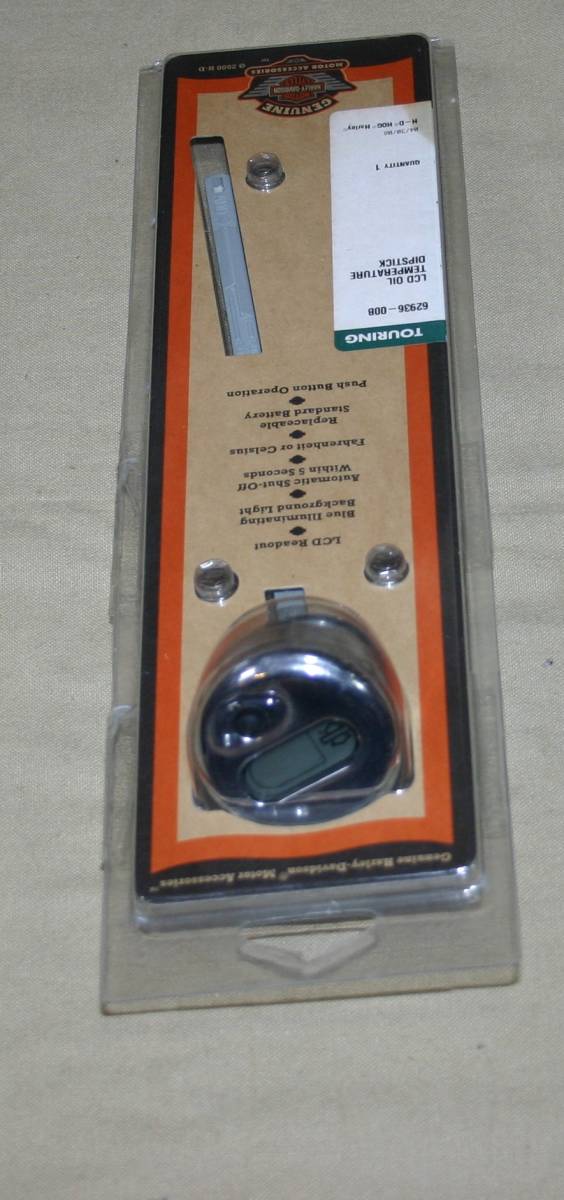 Genuine Harley-Davidson® Motor Accessories™
LCD Readout
Blue Illuminating
Background Light
Automatic Shut-Off
Within 5 Seconds
Fahrenheit or Celsius
Replaceable
Standard Battery
Push Button Operation
TOURING
62936-00B
LCD OIL
TEMPERATURE
DIPSTICK
QUANTITY 1
H-D® HOG® Harley®
GENUINE
HARLEY-DAVIDSON
MOTOR ACCESSORIES
© 2000 H-D